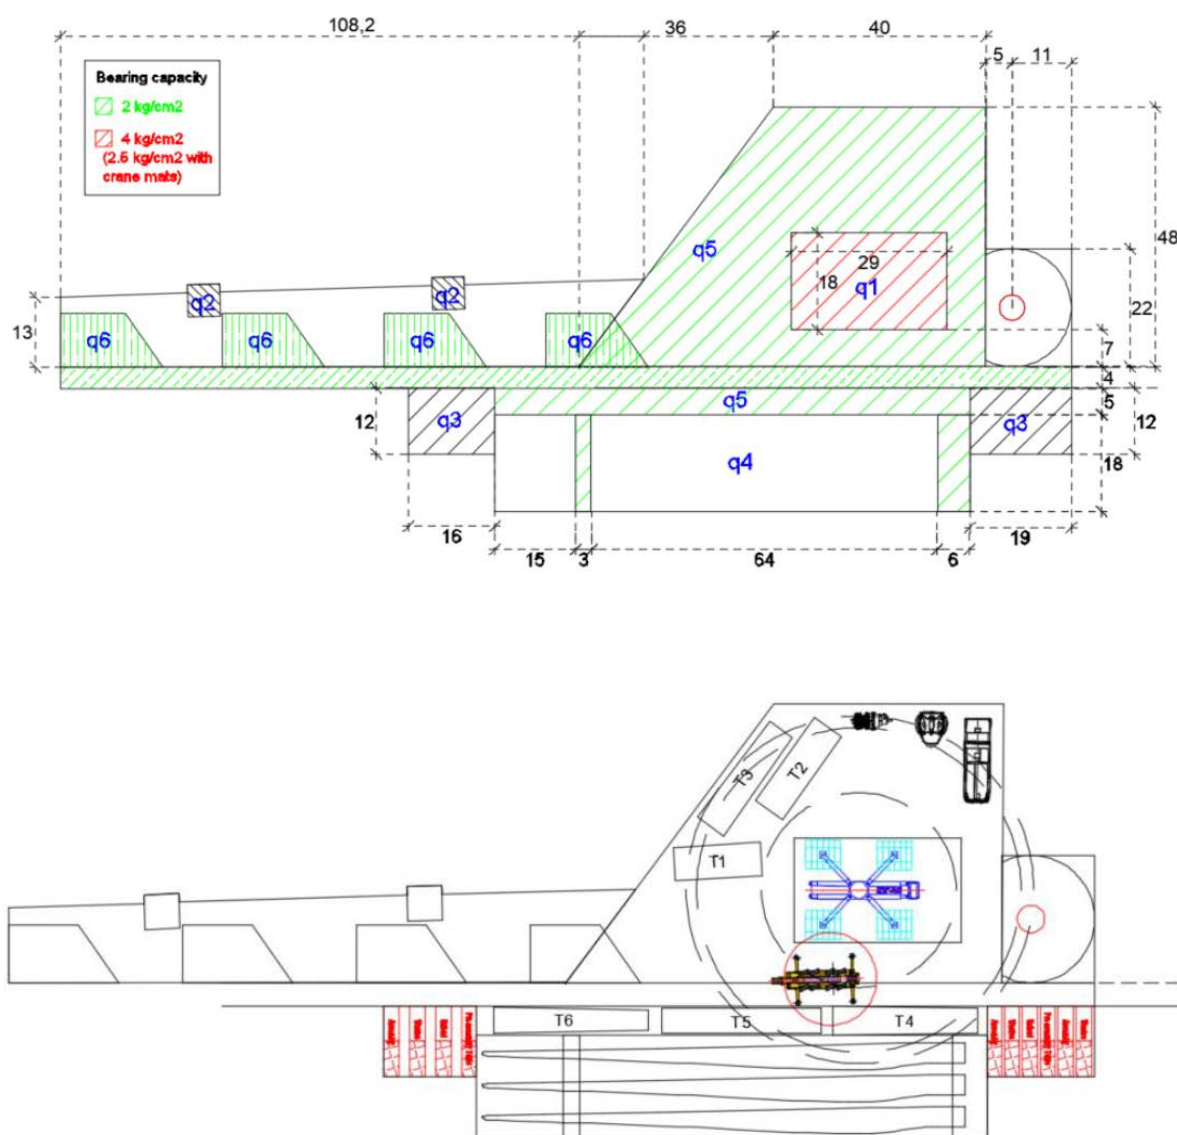 108,2
36
40
5
11
Bearing capacity
2 kg/cm2
4 kg/cm2
(2.5 kg/cm2 with
crane mats)
q5
48
29
18
q1
q2
q2
22
13
q6
q6
q6
q6
7
4
q5
5
12
q3
q3
12
q4
18
16
19
15
3
64
6
T3
T2
T1
T6
T5
T4